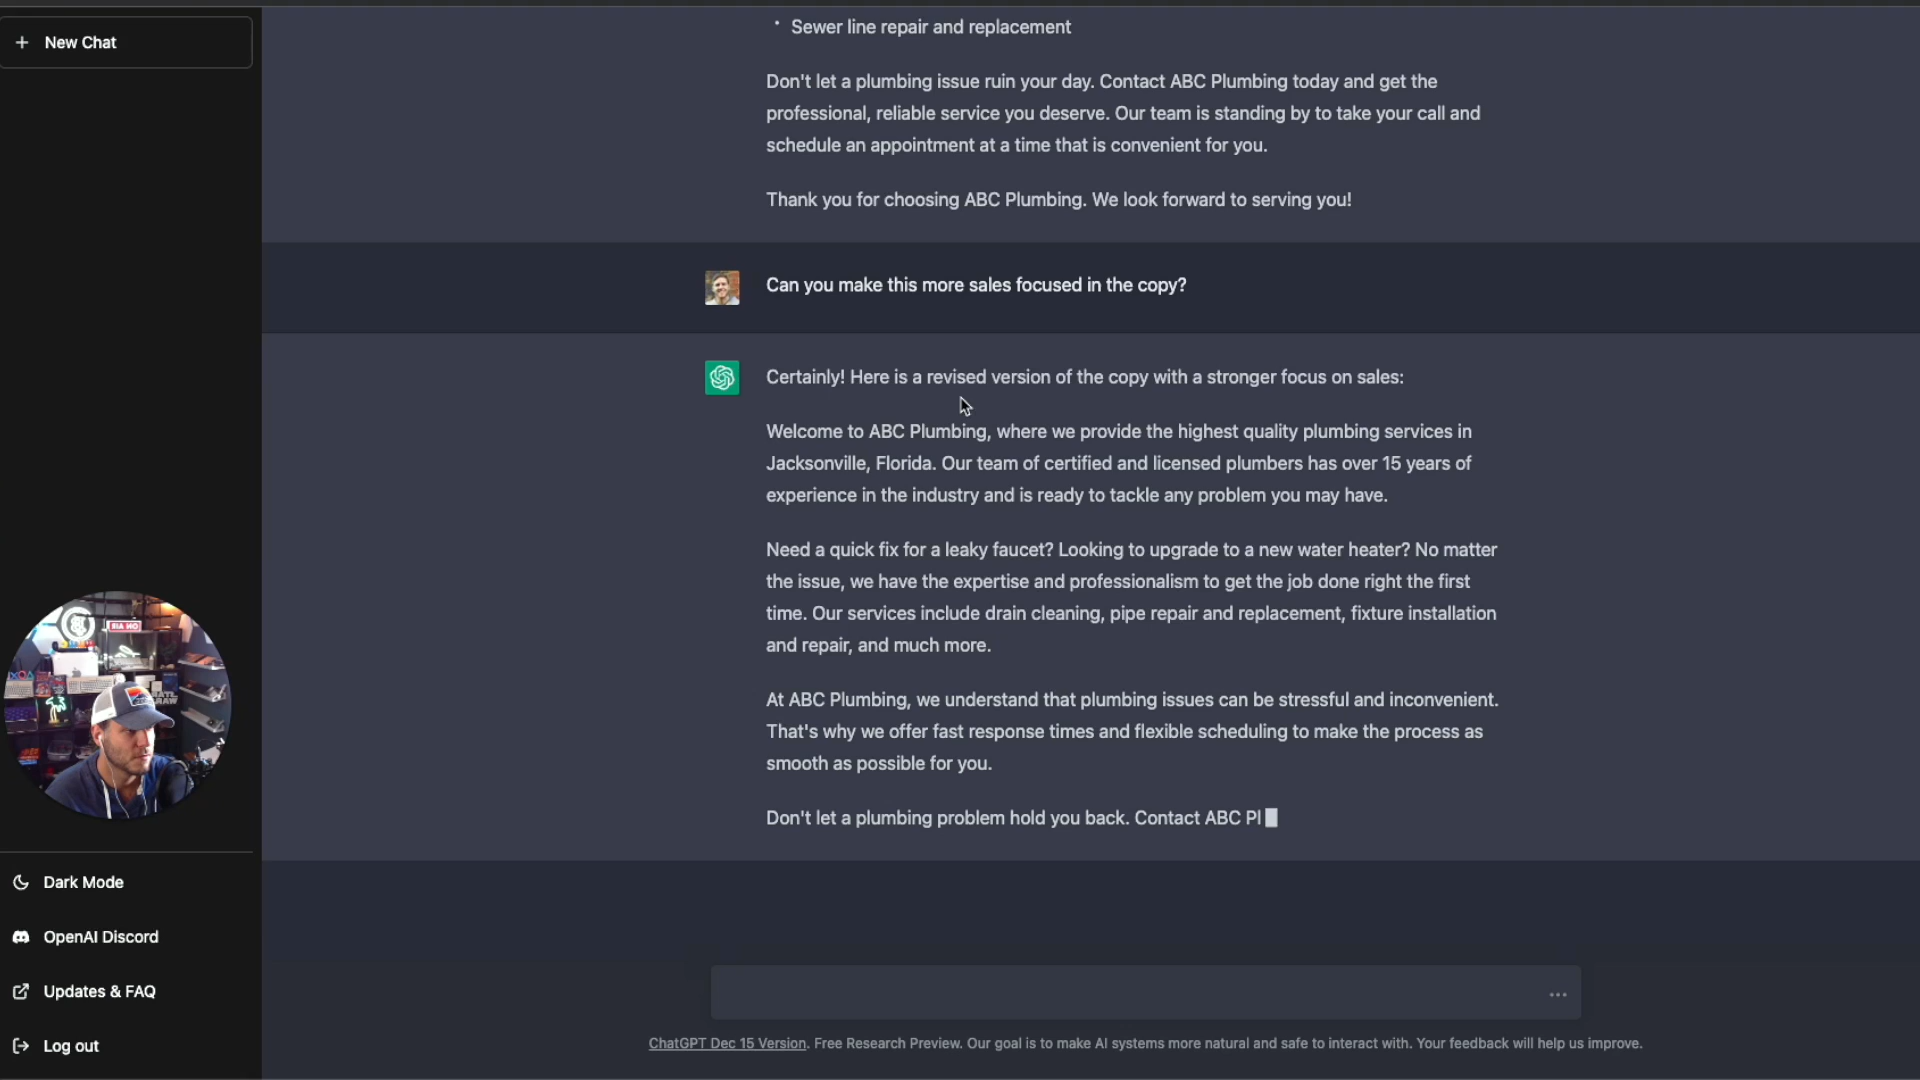 New Chat
• Sewer line repair and replacement
Don't let a plumbing issue ruin your day. Contact ABC Plumbing today and get the
professional, reliable service you deserve. Our team is standing by to take your call and
schedule an appointment at a time that is convenient for you.
Thank you for choosing ABC Plumbing. We look forward to serving you!
Can you make this more sales focused in the copy?
Certainly! Here is a revised version of the copy with a stronger focus on sales:
Welcome to ABC Plumbing, where we provide the highest quality plumbing services in
Jacksonville, Florida. Our team of certified and licensed plumbers has over 15 years of
experience in the industry and is ready to tackle any problem you may have.
Need a quick fix for a leaky faucet? Looking to upgrade to a new water heater? No matter
the issue, we have the expertise and professionalism to get the job done right the first
time. Our services include drain cleaning, pipe repair and replacement, fixture installation
and repair, and much more.
At ABC Plumbing, we understand that plumbing issues can be stressful and inconvenient.
That's why we offer fast response times and flexible scheduling to make the process as
smooth as possible for you.
Don't let a plumbing problem hold you back. Contact ABC Pl
ON AIR
Dark Mode
OpenAI Discord
Updates & FAQ
Log out
ChatGPT Dec 15 Version. Free Research Preview. Our goal is to make AI systems more natural and safe to interact with. Your feedback will help us improve.